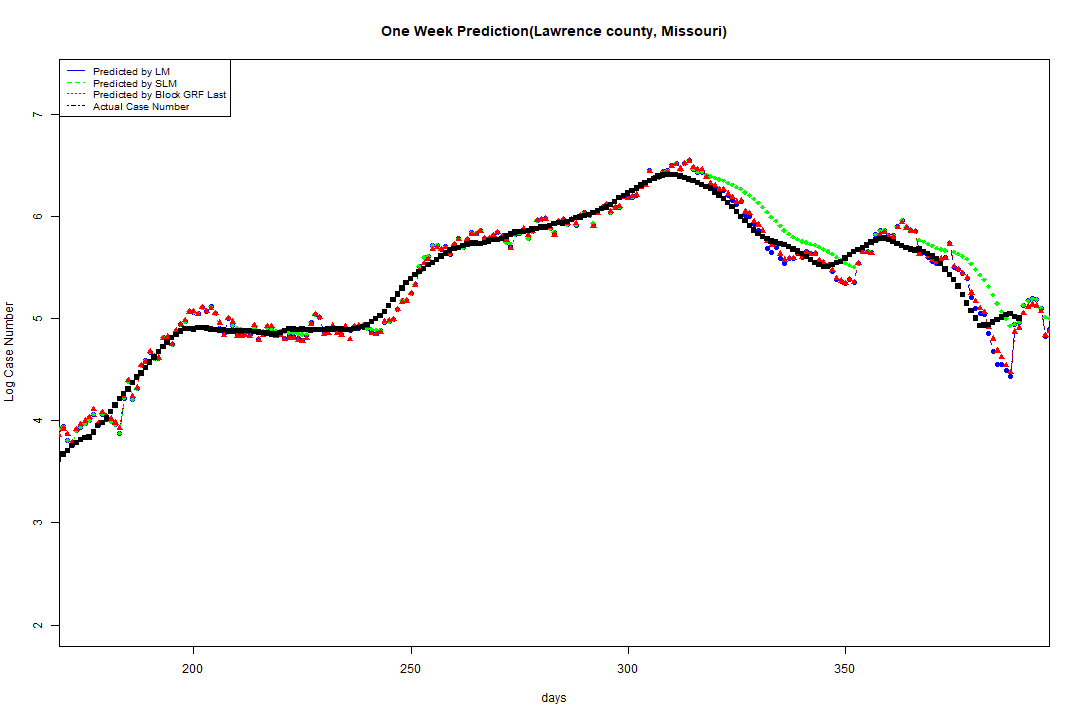 One Week Prediction(Lawrence county, Missouri)
Predicted by LM
Predicted by SLM
Predicted by Block GRF Last
Actual Case Number
7
6
5
4
3
2
Log Case Number
200 250 300 350
days